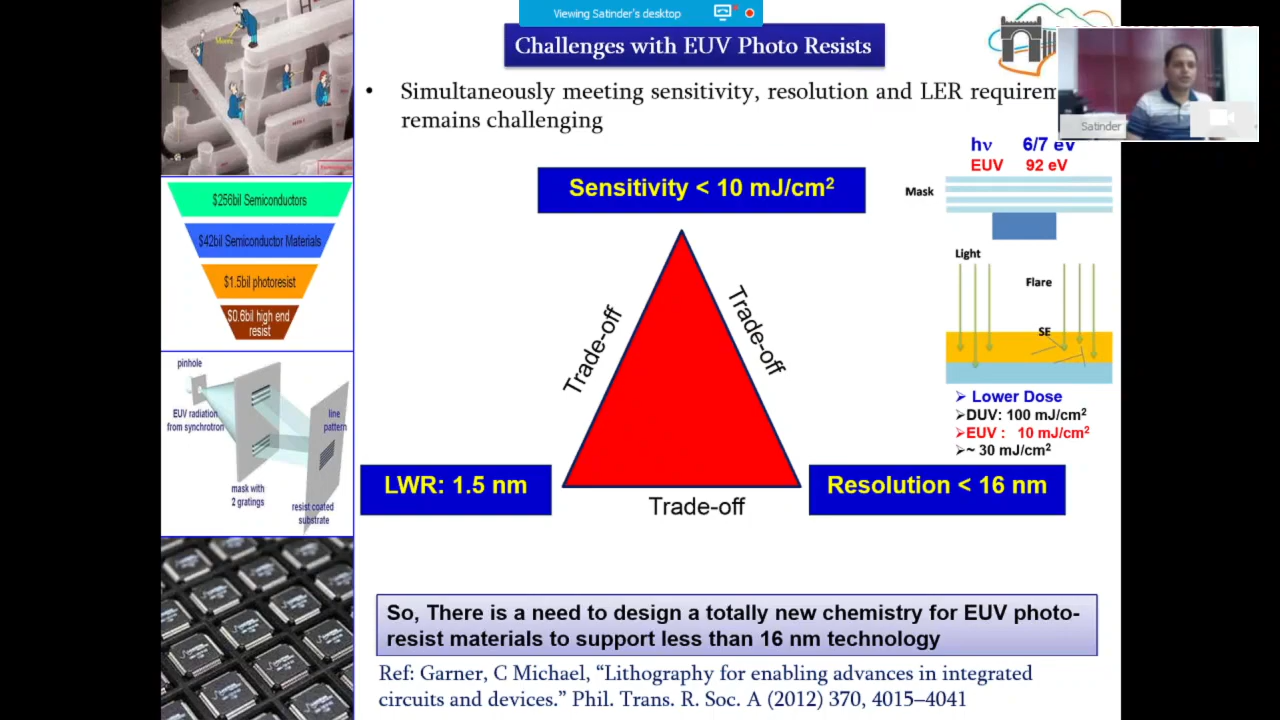 Viewing Satinder's desktop
Challenges with EUV Photo Resists
• Simultaneously meeting sensitivity, resolution and LER requirem
remains challenging
Satinder
Sensitivity < 10 mJ/cm²
Trade-off
Trade-off
LWR: 1.5 nm
Trade-off
Resolution < 16 nm
hν 6/7 eV
EUV 92 eV
Mask
Light
Flare
SE
➢ Lower Dose
➢DUV: 100 mJ/cm²
➢EUV : 10 mJ/cm²
➢~ 30 mJ/cm²
$256bil Semiconductors
$42bil Semiconductor Materials
$1.5bil photoresist
$0.6bil high end
resist
pinhole
EUV radiation
from synchrotron
line
pattern
mask with
2 gratings
resist coated
substrate
So, There is a need to design a totally new chemistry for EUV photo-
resist materials to support less than 16 nm technology
Ref: Garner, C Michael, “Lithography for enabling advances in integrated
circuits and devices.” Phil. Trans. R. Soc. A (2012) 370, 4015–4041